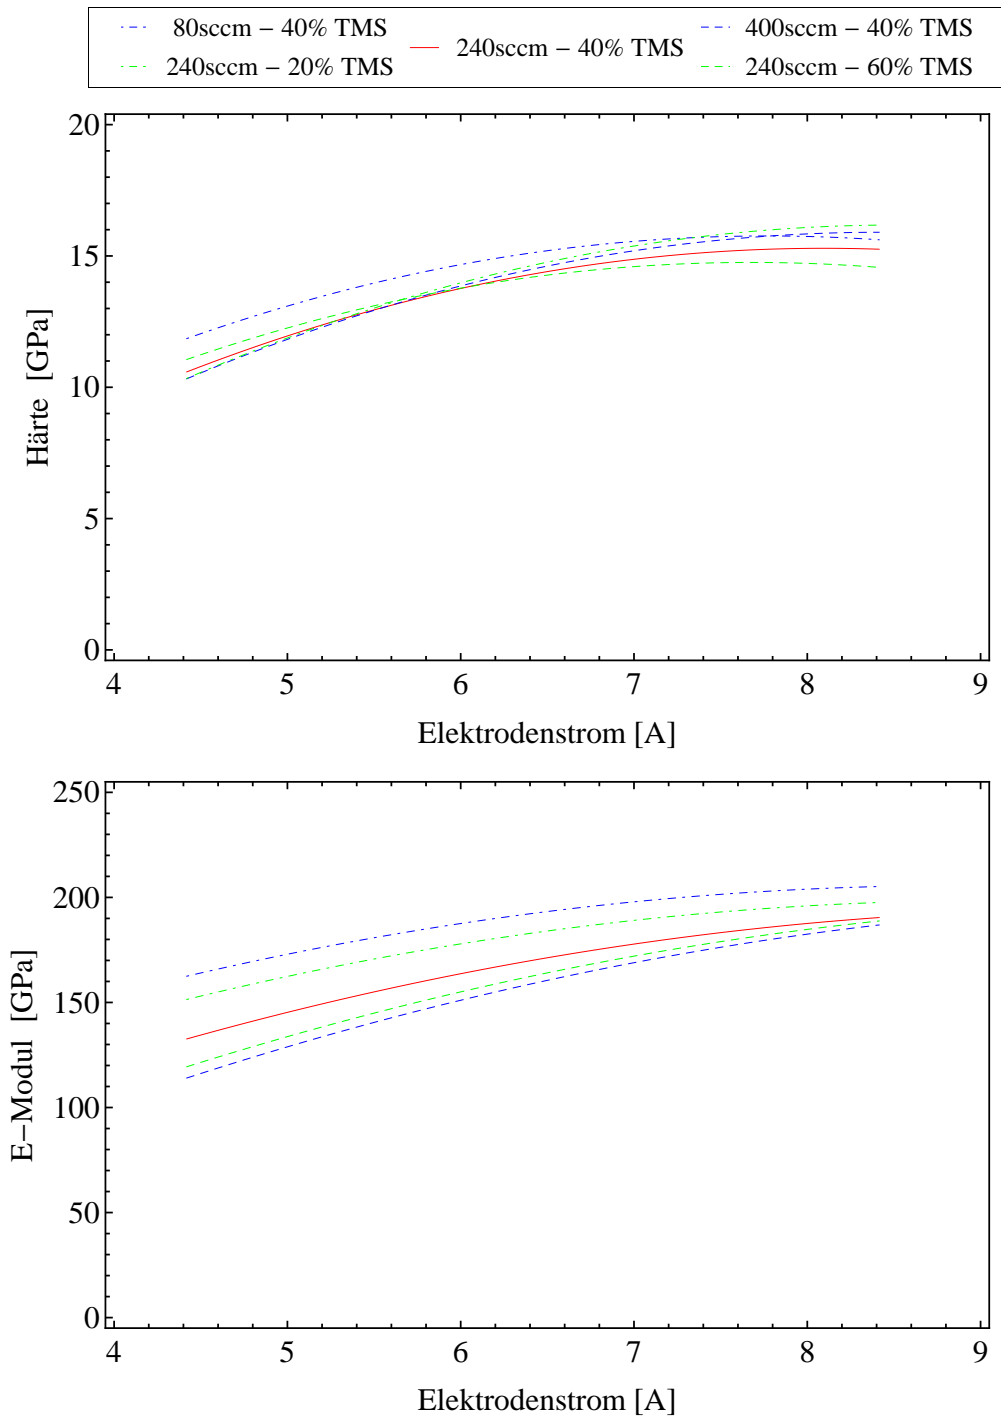 80sccm − 40% TMS
240sccm − 40% TMS
400sccm − 40% TMS
240sccm − 20% TMS
240sccm − 60% TMS
20
15
10
5
0
Härte [GPa]
4 5 6 7 8 9
Elektrodenstrom [A]
250
200
150
100
50
0
E−Modul [GPa]
4 5 6 7 8 9
Elektrodenstrom [A]